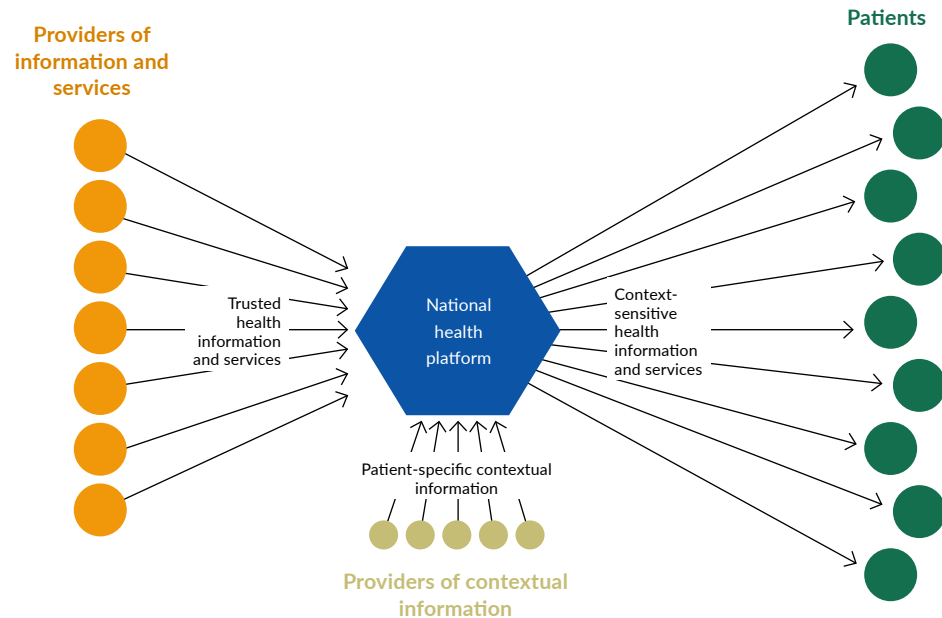 Providers of
information and
services
Patients
Trusted
health
information
and services
National
health
platform
Context-
sensitive
health
information
and services
Patient-specific contextual
information
Providers of contextual
information